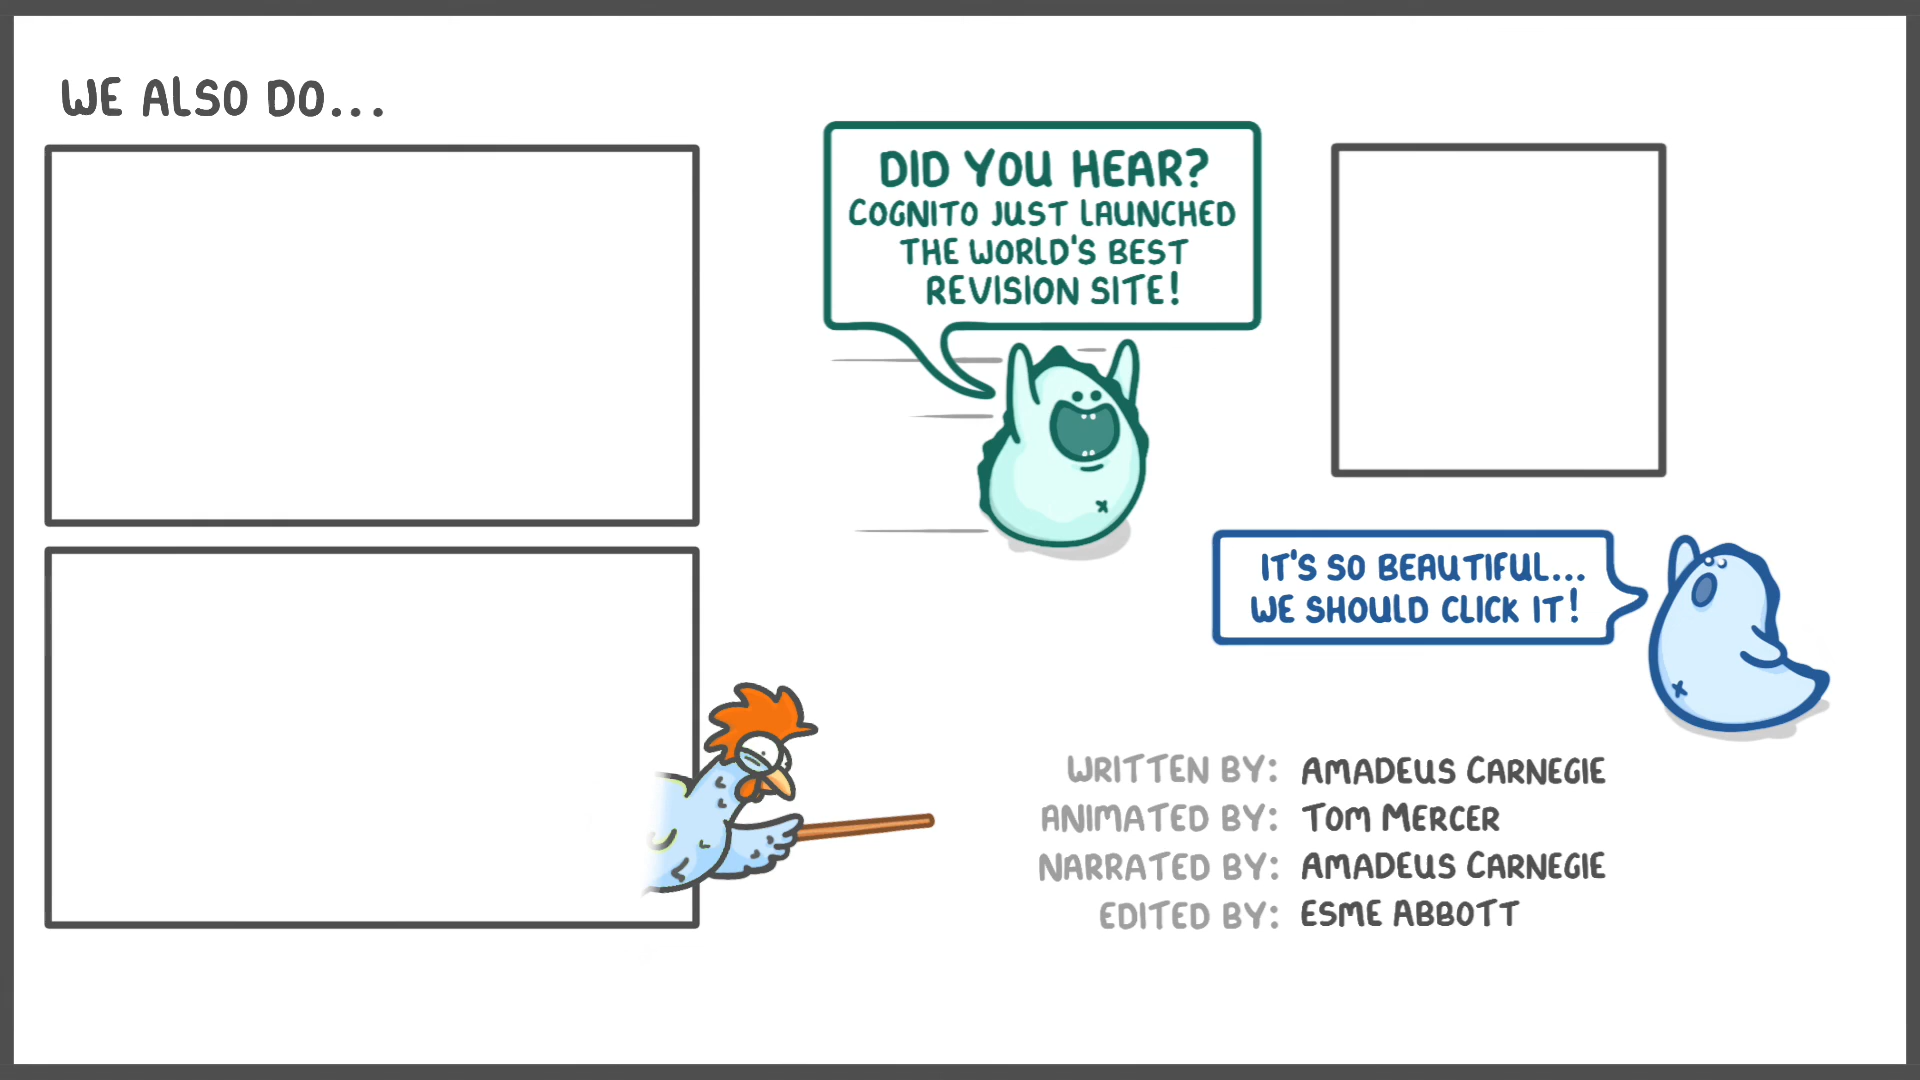 WE ALSO DO...
DID YOU HEAR?
COGNITO JUST LAUNCHED
THE WORLD'S BEST
REVISION SITE!
IT'S SO BEAUTIFUL...
WE SHOULD CLICK IT!
WRITTEN BY: AMADEUS CARNEGIE
ANIMATED BY: TOM MERCER
NARRATED BY: AMADEUS CARNEGIE
EDITED BY: ESME ABBOTT